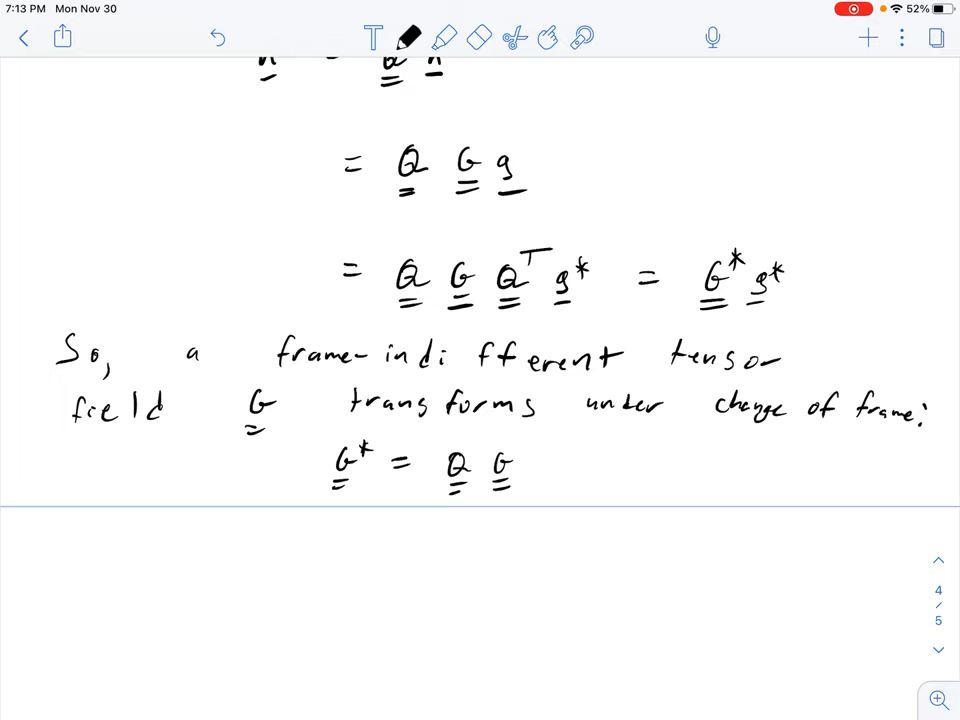 7:13 PM Mon Nov 30
52%
T
= Q G g
= Q G Q^T g* = G* g*
So, a frame-indifferent tensor
field G transforms under change of frame:
G* = Q G
4
/
5